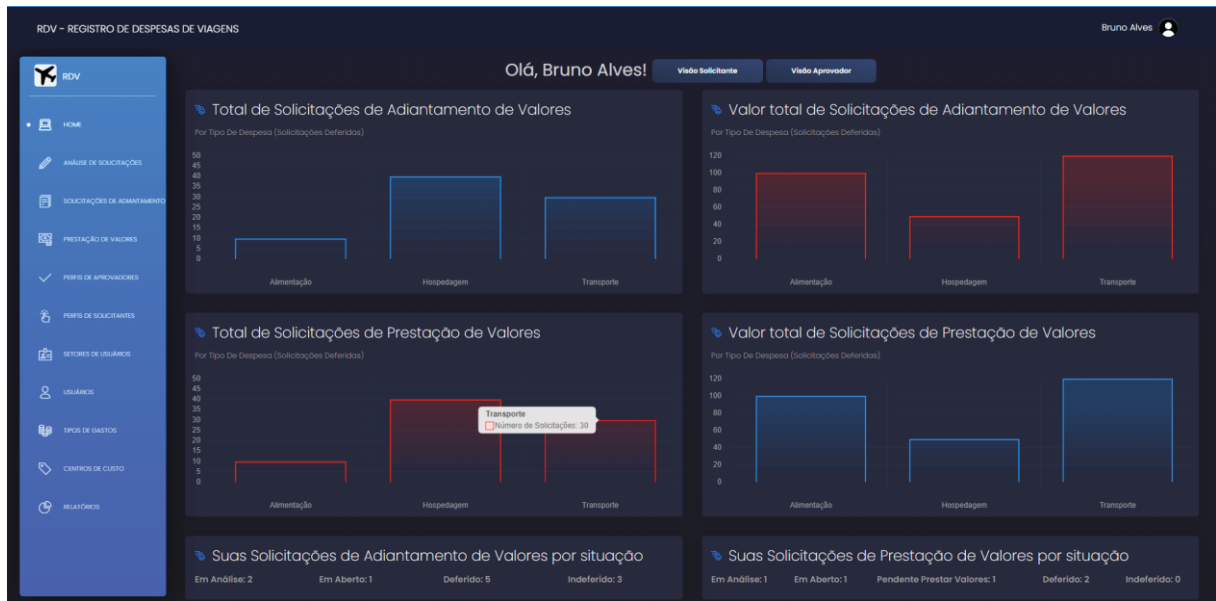 RDV - REGISTRO DE DESPESAS DE VIAGENS
Bruno Alves
RDV
HOME
ANÁLISE DE SOLICITAÇÕES
SOLICITAÇÕES DE ADIANTAMENTO
PRESTAÇÃO DE VALORES
PERFIS DE APROVADORES
PERFIS DE SOLICITANTES
SETORES DE USUÁRIOS
USUÁRIOS
TIPOS DE GASTOS
CENTROS DE CUSTO
RELATÓRIOS
Olá, Bruno Alves!
Visão Solicitante
Visão Aprovador
Total de Solicitações de Adiantamento de Valores
Por Tipo De Despesa (Solicitações Deferidas)
50
45
40
35
30
25
20
15
10
5
0
Alimentação
Hospedagem
Transporte
Valor total de Solicitações de Adiantamento de Valores
Por Tipo De Despesa (Solicitações Deferidas)
120
100
80
60
40
20
0
Alimentação
Hospedagem
Transporte
Total de Solicitações de Prestação de Valores
Por Tipo De Despesa (Solicitações Deferidas)
50
45
40
35
30
25
20
15
10
5
0
Transporte
Número de Solicitações: 30
Alimentação
Hospedagem
Transporte
Valor total de Solicitações de Prestação de Valores
Por Tipo De Despesa (Solicitações Deferidas)
120
100
80
60
40
20
0
Alimentação
Hospedagem
Transporte
Suas Solicitações de Adiantamento de Valores por situação
Em Análise: 2
Em Aberto: 1
Deferido: 5
Indeferido: 3
Suas Solicitações de Prestação de Valores por situação
Em Análise: 1
Em Aberto: 1
Pendente Prestar Valores: 1
Deferido: 2
Indeferido: 0